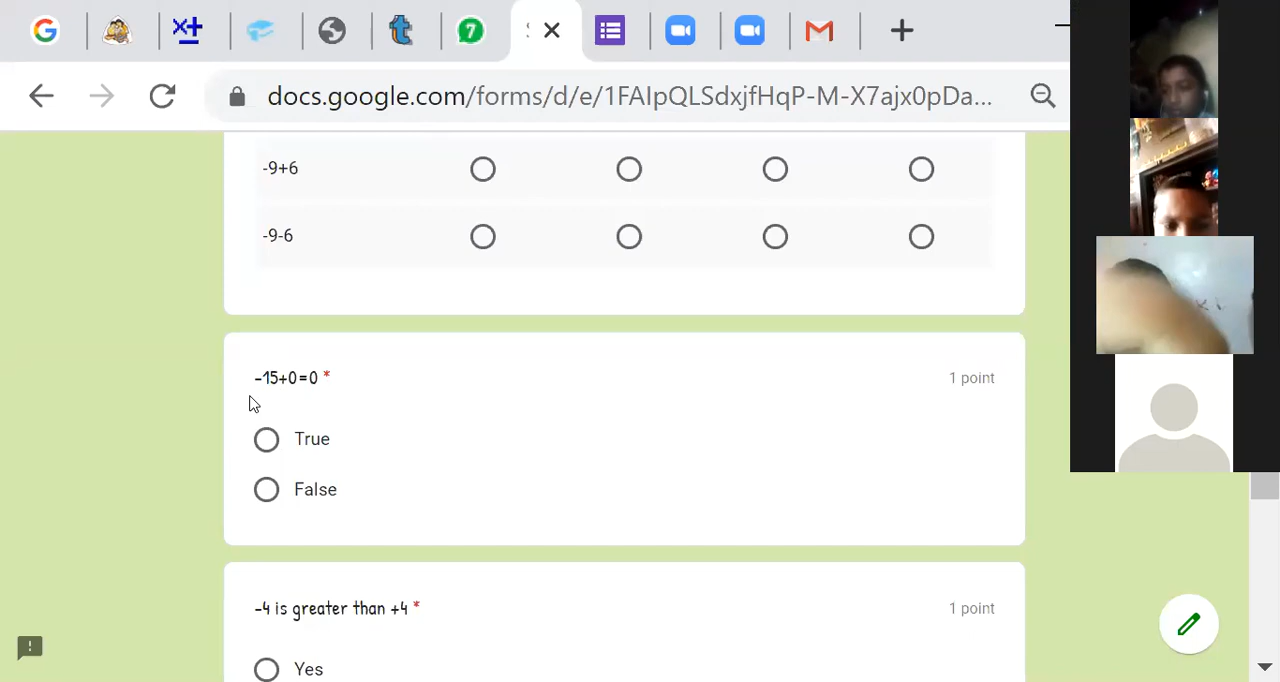 7
docs.google.com/forms/d/e/1FAIpQLSdxjfHqP-M-X7ajx0pDa...
-9+6
-9-6
-15+0=0 *
1 point
True
False
-4 is greater than +4 *
1 point
Yes